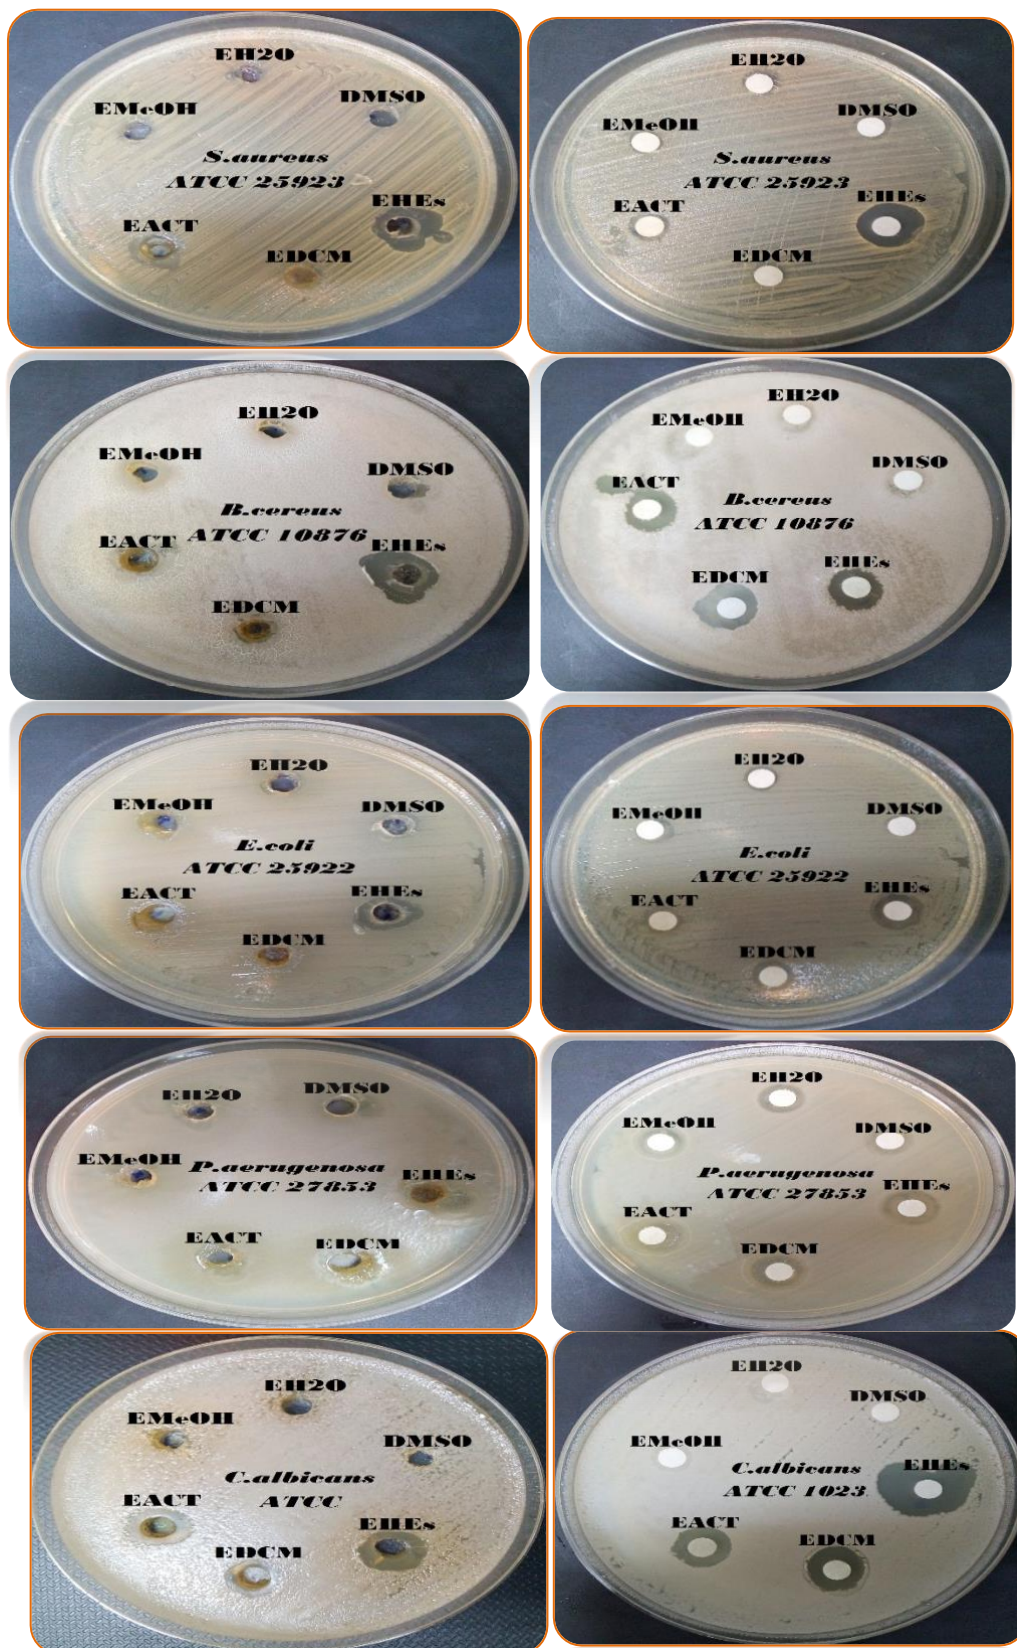 EH2O
EMeOH
DMSO
S.aureus
ATCC 25923
EHEs
EACT
EDCM
EH2O
EMeOH
DMSO
S.aureus
ATCC 25923
EHEs
EACT
EDCM
EH2O
EMeOH
DMSO
B.cereus
ATCC 10876
EACT
EHEs
EDCM
EH2O
EMeOH
DMSO
EACT
B.cereus
ATCC 10876
EHEs
EDCM
EH2O
EMeOH
DMSO
E.coli
ATCC 25922
EACT
EHEs
EDCM
EH2O
EMeOH
DMSO
E.coli
ATCC 25922
EACT
EHEs
EDCM
EH2O
DMSO
EMeOH
P.aerugenosa
ATCC 27853
EHEs
EACT
EDCM
EH2O
EMeOH
DMSO
P.aerugenosa
ATCC 27853
EHEs
EACT
EDCM
EH2O
EMeOH
DMSO
C.albicans
ATCC
EACT
EHEs
EDCM
EH2O
DMSO
EMeOH
C.albicans
ATCC 1023
EHEs
EACT
EDCM